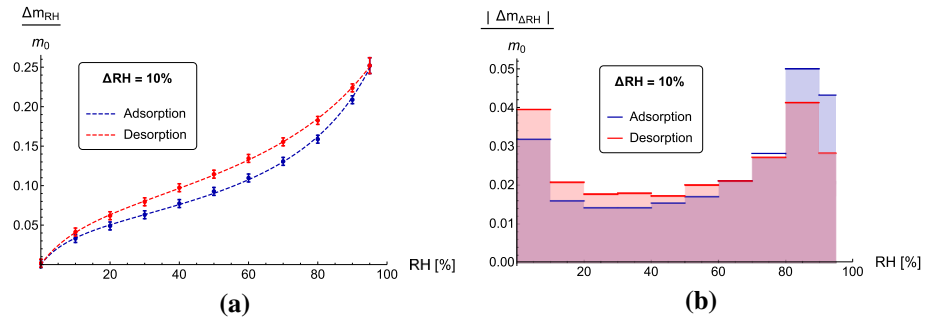 Δm_RH
m_0
0.25
0.20
0.15
0.10
0.05
20 40 60 80 100
RH [%]
ΔRH = 10%
Adsorption
Desorption
(a)
| Δm_ΔRH |
m_0
0.05
0.04
0.03
0.02
0.01
0.00
20 40 60 80 100
RH [%]
ΔRH = 10%
Adsorption
Desorption
(b)